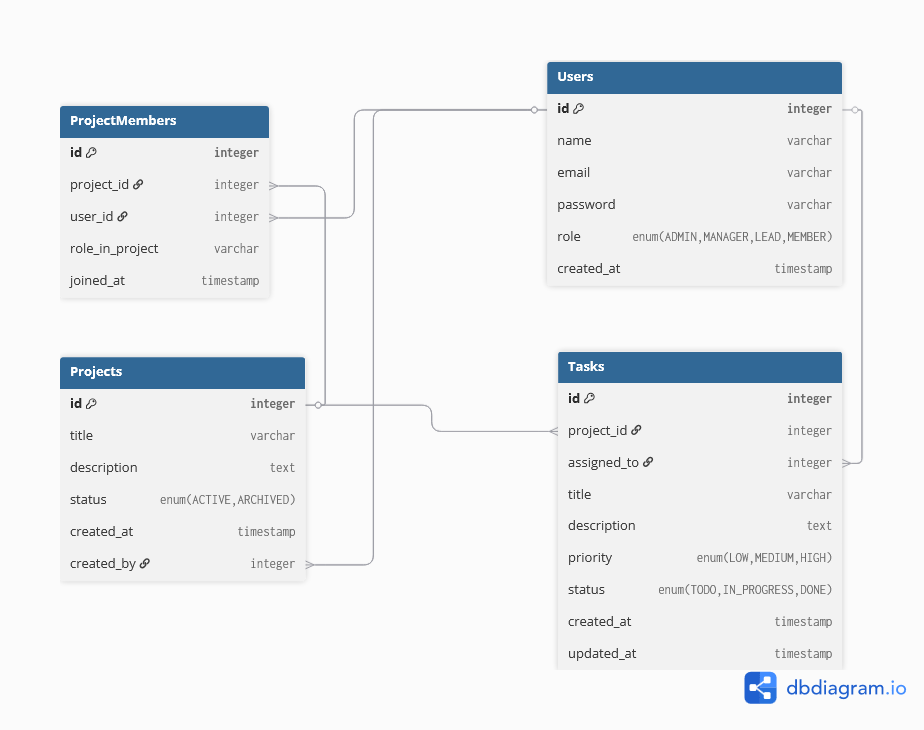 ProjectMembers
id integer
project_id integer
user_id integer
role_in_project varchar
joined_at timestamp
Users
id integer
name varchar
email varchar
password varchar
role enum(ADMIN,MANAGER,LEAD,MEMBER)
created_at timestamp
Projects
id integer
title varchar
description text
status enum(ACTIVE,ARCHIVED)
created_at timestamp
created_by integer
Tasks
id integer
project_id integer
assigned_to integer
title varchar
description text
priority enum(LOW,MEDIUM,HIGH)
status enum(TODO,IN_PROGRESS,DONE)
created_at timestamp
updated_at timestamp
dbdiagram.io